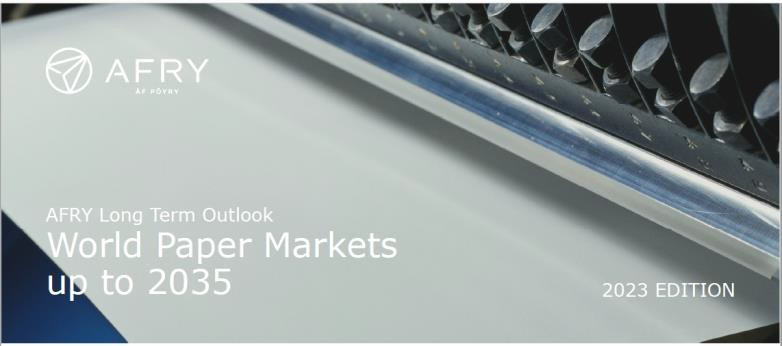 AFRY
ÅF PÖYRY
AFRY Long Term Outlook
World Paper Markets
up to 2035
2023 EDITION